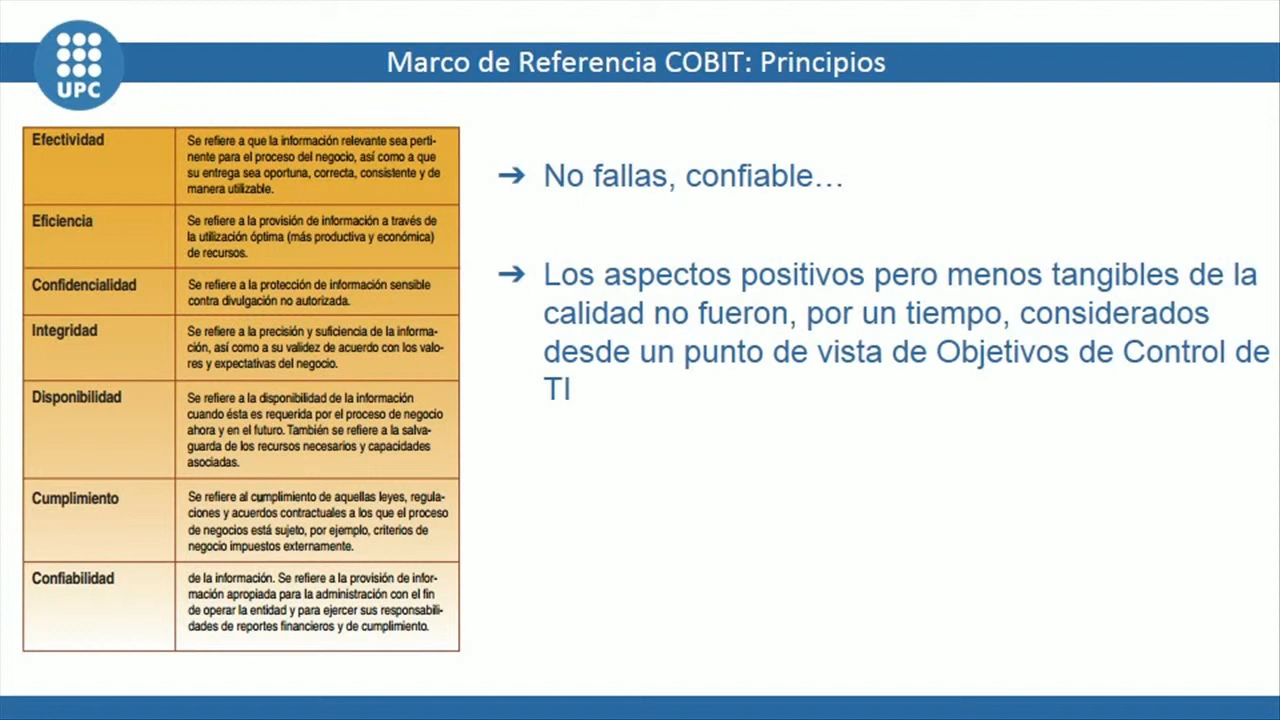 UPC
Marco de Referencia COBIT: Principios
Efectividad
Se refiere a que la información relevante sea perti-
nente para el proceso del negocio, así como a que
su entrega sea oportuna, correcta, consistente y de
manera utilizable.
Eficiencia
Se refiere a la provisión de información a través de
la utilización óptima (más productiva y económica)
de recursos.
Confidencialidad
Se refiere a la protección de información sensible
contra divulgación no autorizada.
Integridad
Se refiere a la precisión y suficiencia de la informa-
ción, así como a su validez de acuerdo con los valo-
res y expectativas del negocio.
Disponibilidad
Se refiere a la disponibilidad de la información
cuando ésta es requerida por el proceso de negocio
ahora y en el futuro. También se refiere a la salva-
guarda de los recursos necesarios y capacidades
asociadas.
Cumplimiento
Se refiere al cumplimiento de aquellas leyes, regula-
ciones y acuerdos contractuales a los que el proceso
de negocios está sujeto, por ejemplo, criterios de
negocio impuestos externamente.
Confiabilidad
de la información. Se refiere a la provisión de infor-
mación apropiada para la administración con el fin
de operar la entidad y para ejercer sus responsabili-
dades de reportes financieros y de cumplimiento.
➔ No fallas, confiable…
➔ Los aspectos positivos pero menos tangibles de la
calidad no fueron, por un tiempo, considerados
desde un punto de vista de Objetivos de Control de
TI